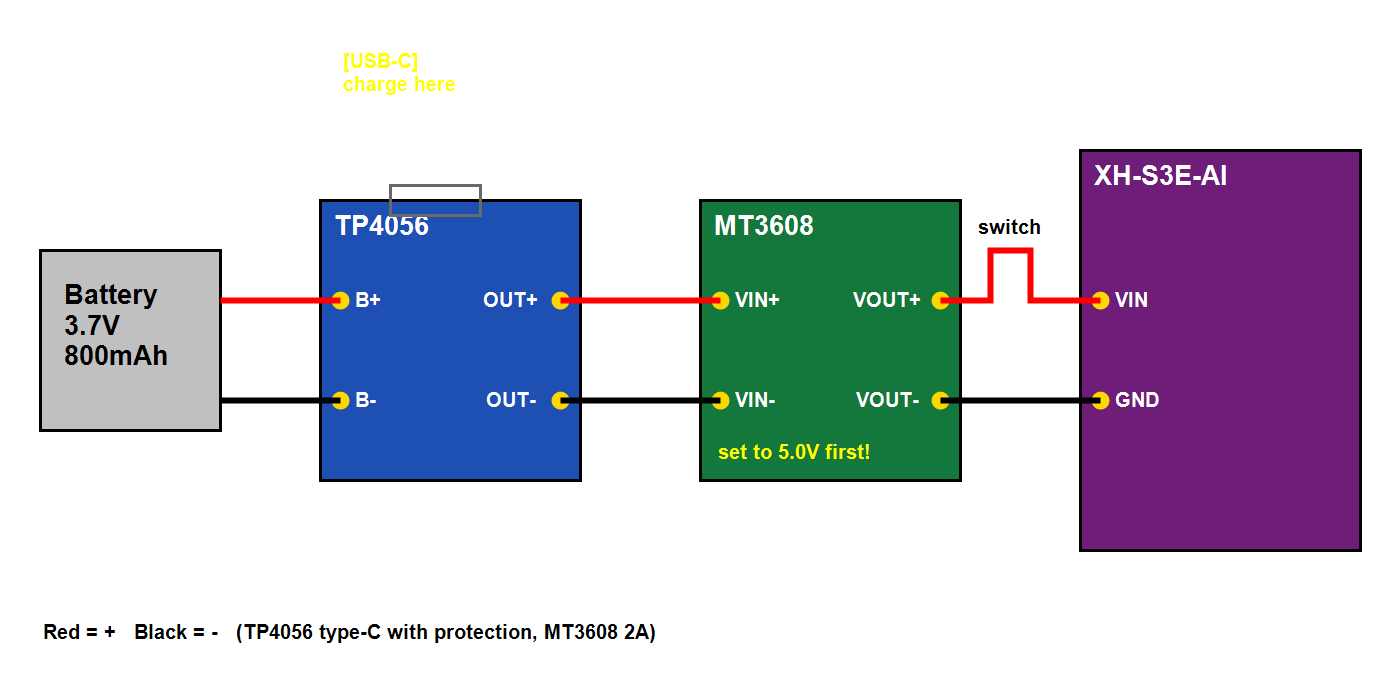 [USB-C]
charge here
XH-S3E-AI
TP4056
MT3608
switch
Battery
3.7V
800mAh
B+
OUT+
VIN+
VOUT+
VIN
B-
OUT-
VIN-
VOUT-
GND
set to 5.0V first!
Red = + Black = - (TP4056 type-C with protection, MT3608 2A)